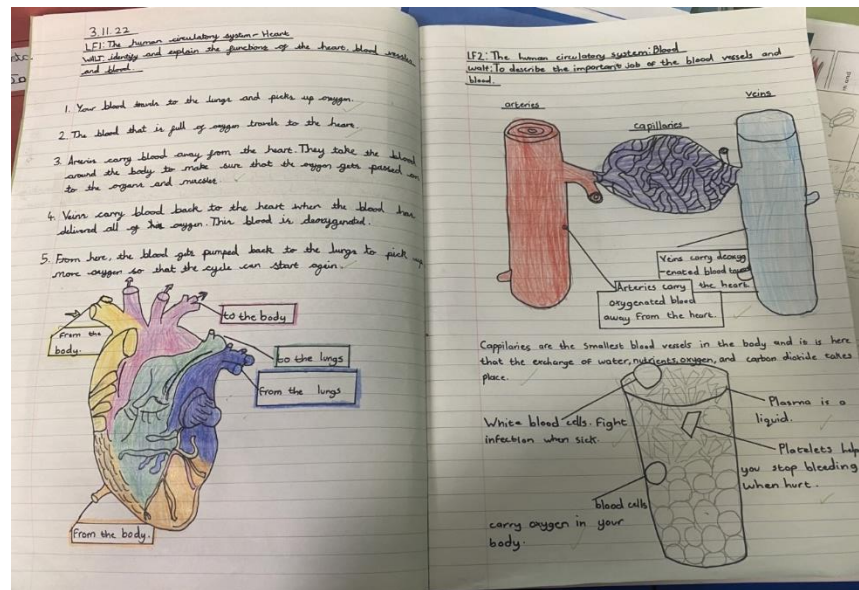 3.11.22
LF1: The human circulatory system - Heart
WALT: identify and explain the functions of the heart, blood vessels
and blood.
1. Your blood travels to the lungs and picks up oxygen.
2. The blood that is full of oxygen travels to the heart.
3. Arteries carry blood away from the heart. They take the blood
around the body to make sure that the oxygen gets passed on
to the organs and muscles.
4. Veins carry blood back to the heart when the blood has
delivered all of its oxygen. This blood is deoxygenated.
5. From here, the blood gets pumped back to the lungs to pick up
more oxygen so that the cycle can start again.
to the body
From the
body.
to the lungs
from the lungs
From the body.
LF2: The human circulatory system: Blood
walt: To describe the important job of the blood vessels and
blood.
arteries
capillaries
veins
Veins carry deoxyg
-enated blood
the heart.
Arteries carry
oxygenated blood
away from the heart.
Cappilaries are the smallest blood vessels in the body and is is here
that the exchange of water, nutrients, oxygen, and carbon diokide takes
place.
White blood cells. Fight
infection when sick.
Plasma is a
liquid.
Platelets help
you stop bleeding
when hurt.
blood cells
carry oxygen in your
body.